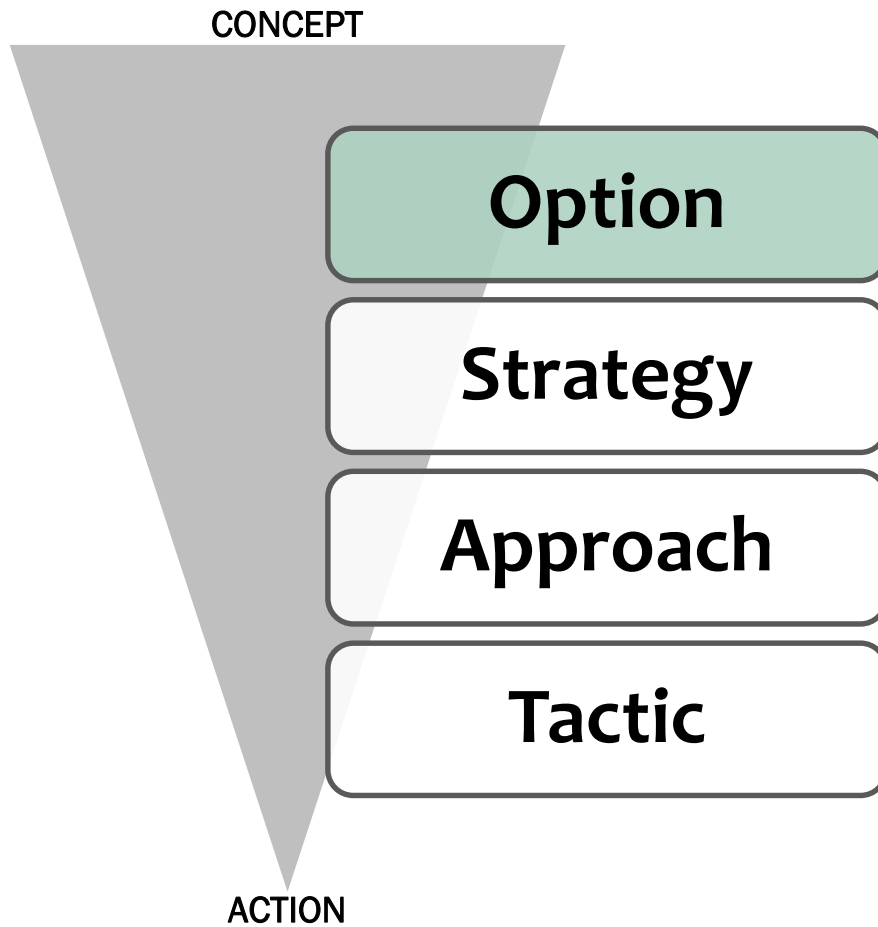 CONCEPT
Option
Strategy
Approach
Tactic
ACTION